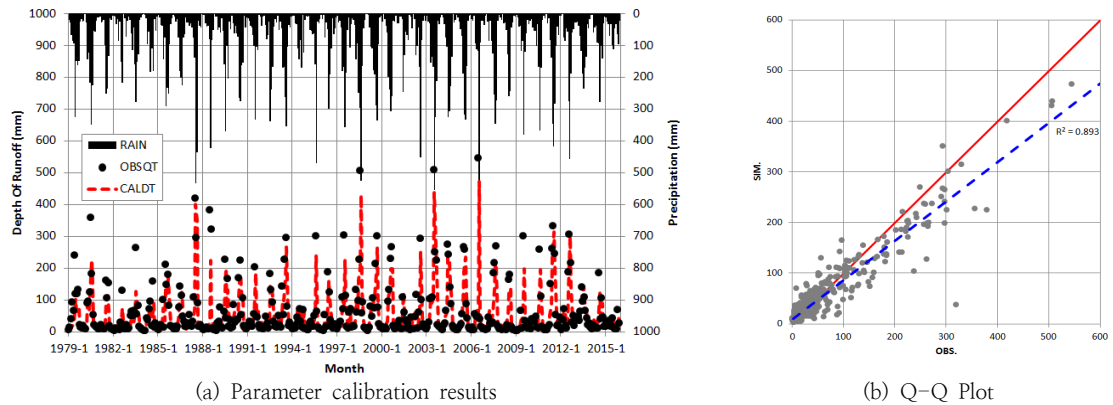 1000
900
800
700
600
500
400
300
200
100
0
Depth Of Runoff (mm)
RAIN
OBSQT
CALDT
0
100
200
300
400
500
600
700
800
900
1000
Precipitation (mm)
1979-1 1982-1 1985-1 1988-1 1991-1 1994-1 1997-1 2000-1 2003-1 2006-1 2009-1 2012-1 2015-1
Month
(a) Parameter calibration results
600
500
400
300
200
100
0
SIM.
R² = 0.893
0 100 200 300 400 500 600
OBS.
(b) Q-Q Plot